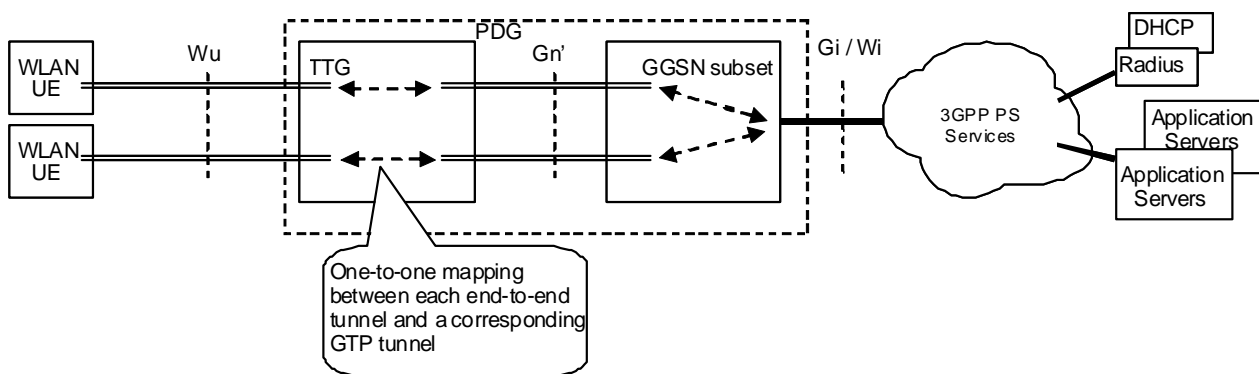 PDG
WLAN
UE
Wu
TTG
Gn'
GGSN subset
Gi / Wi
DHCP
Radius
WLAN
UE
3GPP PS
Services
Application
Servers
Application
Servers
One-to-one mapping
between each end-to-end
tunnel and a corresponding
GTP tunnel